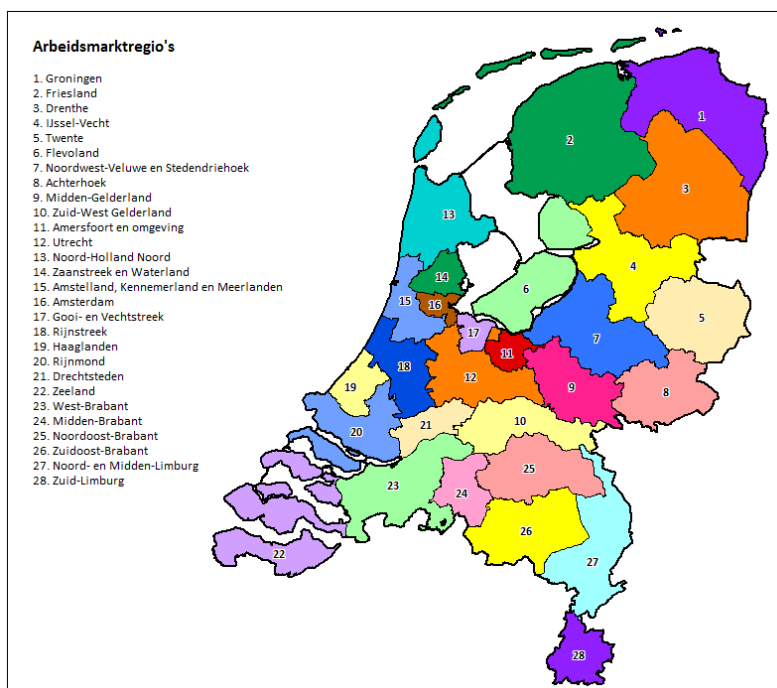 Arbeidsmarktregio's
1. Groningen
2. Friesland
3. Drenthe
4. IJssel-Vecht
5. Twente
6. Flevoland
7. Noordwest-Veluwe en Stedendriehoek
8. Achterhoek
9. Midden-Gelderland
10. Zuid-West Gelderland
11. Amersfoort en omgeving
12. Utrecht
13. Noord-Holland Noord
14. Zaanstreek en Waterland
15. Amstelland, Kennemerland en Meerlanden
16. Amsterdam
17. Gooi- en Vechtstreek
18. Rijnstreek
19. Haaglanden
20. Rijnmond
21. Drechtsteden
22. Zeeland
23. West-Brabant
24. Midden-Brabant
25. Noordoost-Brabant
26. Zuidoost-Brabant
27. Noord- en Midden-Limburg
28. Zuid-Limburg
1
2
3
13
4
14
6
15
16
5
17
7
11
18
12
19
9
8
10
20
21
25
23
24
26
22
27
28